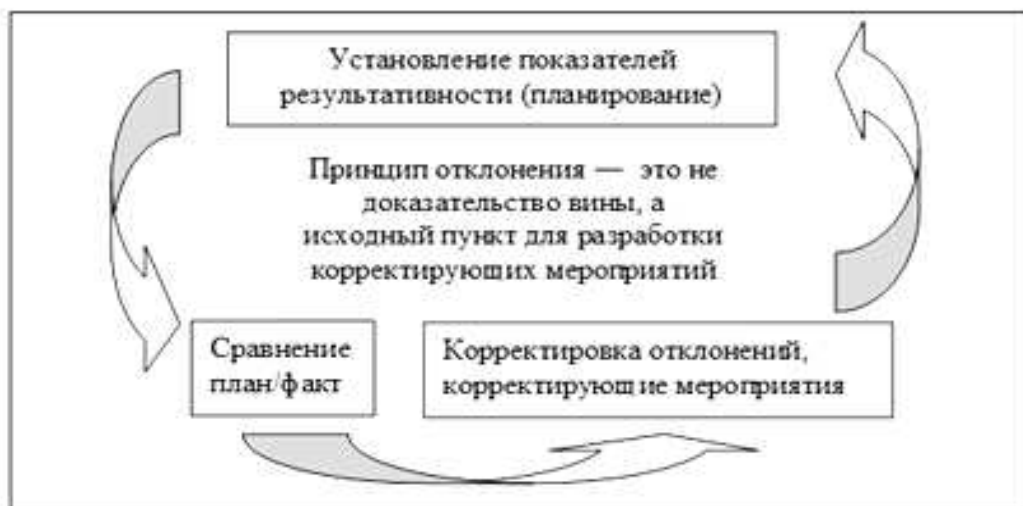 Установление показателей
результативности (планирование)
Принцип отклонения — это не
доказательство вины, а
исходный пункт для разработки
корректирующих мероприятий
Сравнение
план/факт
Корректировка отклонений,
корректирующие мероприятия